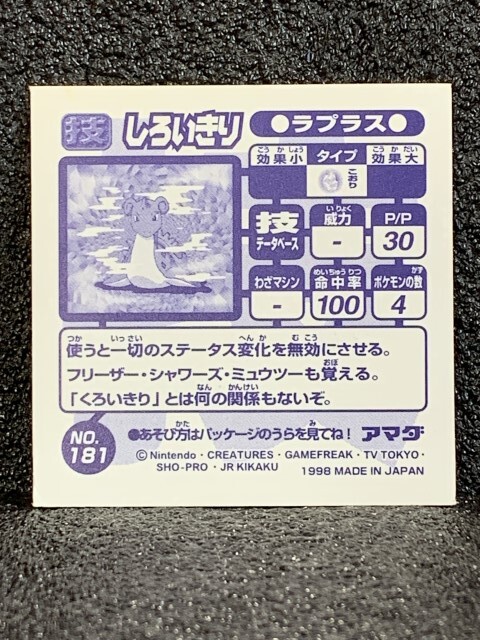 技 しろいきり ●ラプラス●
こうかしょう こうかだい
効果小 タイプ 効果大
こおり
いりょく
技 威力 P/P
データベース - 30
めいちゅうりつ かず
わざマシン 命中率 ポケモンの数
- 100 4
つか いっさい へんか むこう
使うと一切のステータス変化を無効にさせる。
おぼ
フリーザー・シャワーズ・ミュウツーも覚える。
なん かんけい
「くろいきり」とは何の関係もないぞ。
NO.
181
かた み
●あそび方はパッケージのうらを見てね! アマダ
©Nintendo・CREATURES・GAMEFREAK・TV TOKYO・
SHO-PRO・JR KIKAKU 1998 MADE IN JAPAN